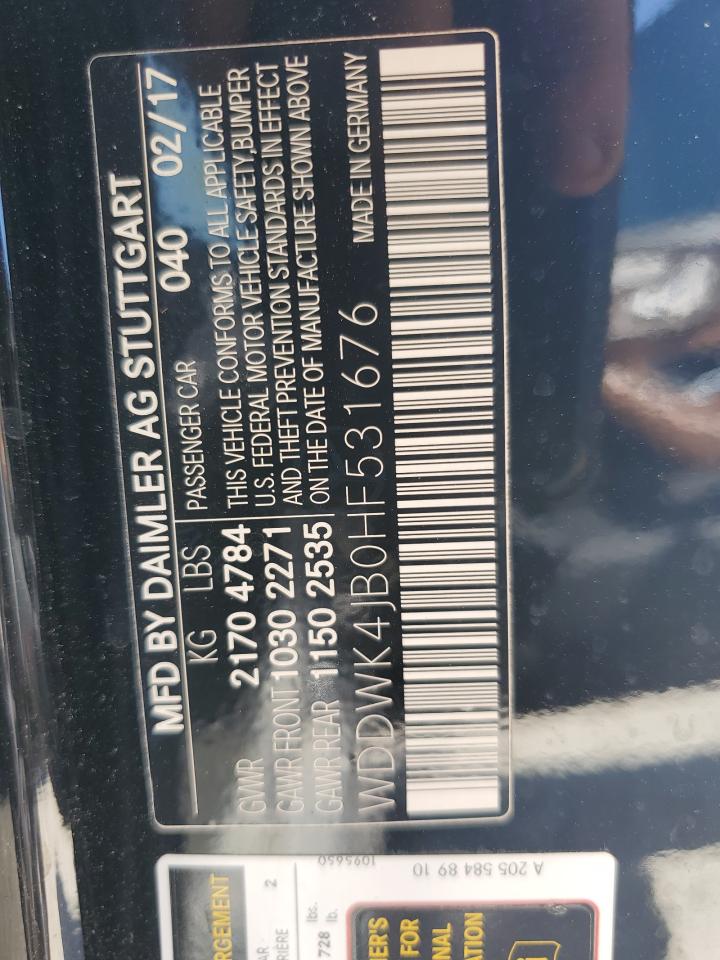 MFD BY DAIMLER AG STUTTGART
KG LBS 040 02/17
PASSENGER CAR
GWWR 2170 4784
GAWR FRONT 1030 2271
GAWR REAR 1150 2535
THIS VEHICLE CONFORMS TO ALL APPLICABLE
U.S. FEDERAL MOTOR VEHICLE SAFETY,BUMPER
AND THEFT PREVENTION STANDARDS IN EFFECT
ON THE DATE OF MANUFACTURE SHOWN ABOVE
WDDWK4JB0HF531676 MADE IN GERMANY
1095650
A 205 584 89 10
RGEMENT
2
RIÈRE
lbs.
728 lb.
ER'S
FOR
NAL
ATION